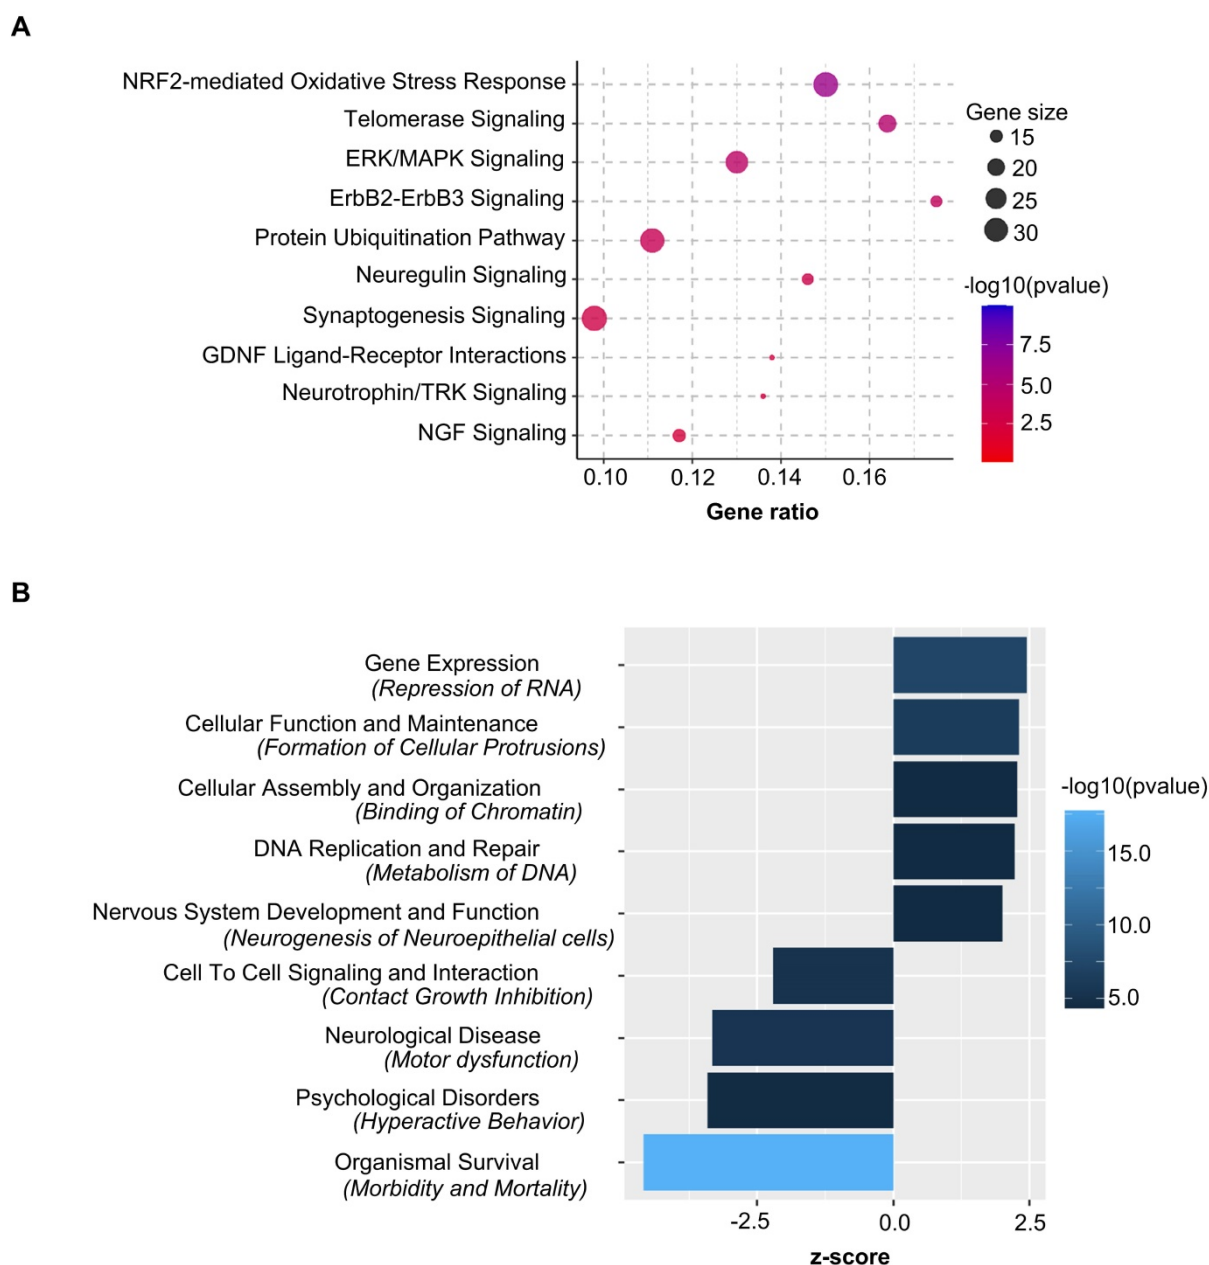 A
NRF2-mediated Oxidative Stress Response
Telomerase Signaling
ERK/MAPK Signaling
ErbB2-ErbB3 Signaling
Protein Ubiquitination Pathway
Neuregulin Signaling
Synaptogenesis Signaling
GDNF Ligand-Receptor Interactions
Neurotrophin/TRK Signaling
NGF Signaling
0.10 0.12 0.14 0.16
Gene ratio
Gene size
15
20
25
30
-log10(pvalue)
7.5
5.0
2.5
B
Gene Expression
(Repression of RNA)
Cellular Function and Maintenance
(Formation of Cellular Protrusions)
Cellular Assembly and Organization
(Binding of Chromatin)
DNA Replication and Repair
(Metabolism of DNA)
Nervous System Development and Function
(Neurogenesis of Neuroepithelial cells)
Cell To Cell Signaling and Interaction
(Contact Growth Inhibition)
Neurological Disease
(Motor dysfunction)
Psychological Disorders
(Hyperactive Behavior)
Organismal Survival
(Morbidity and Mortality)
-2.5 0.0 2.5
z-score
-log10(pvalue)
15.0
10.0
5.0